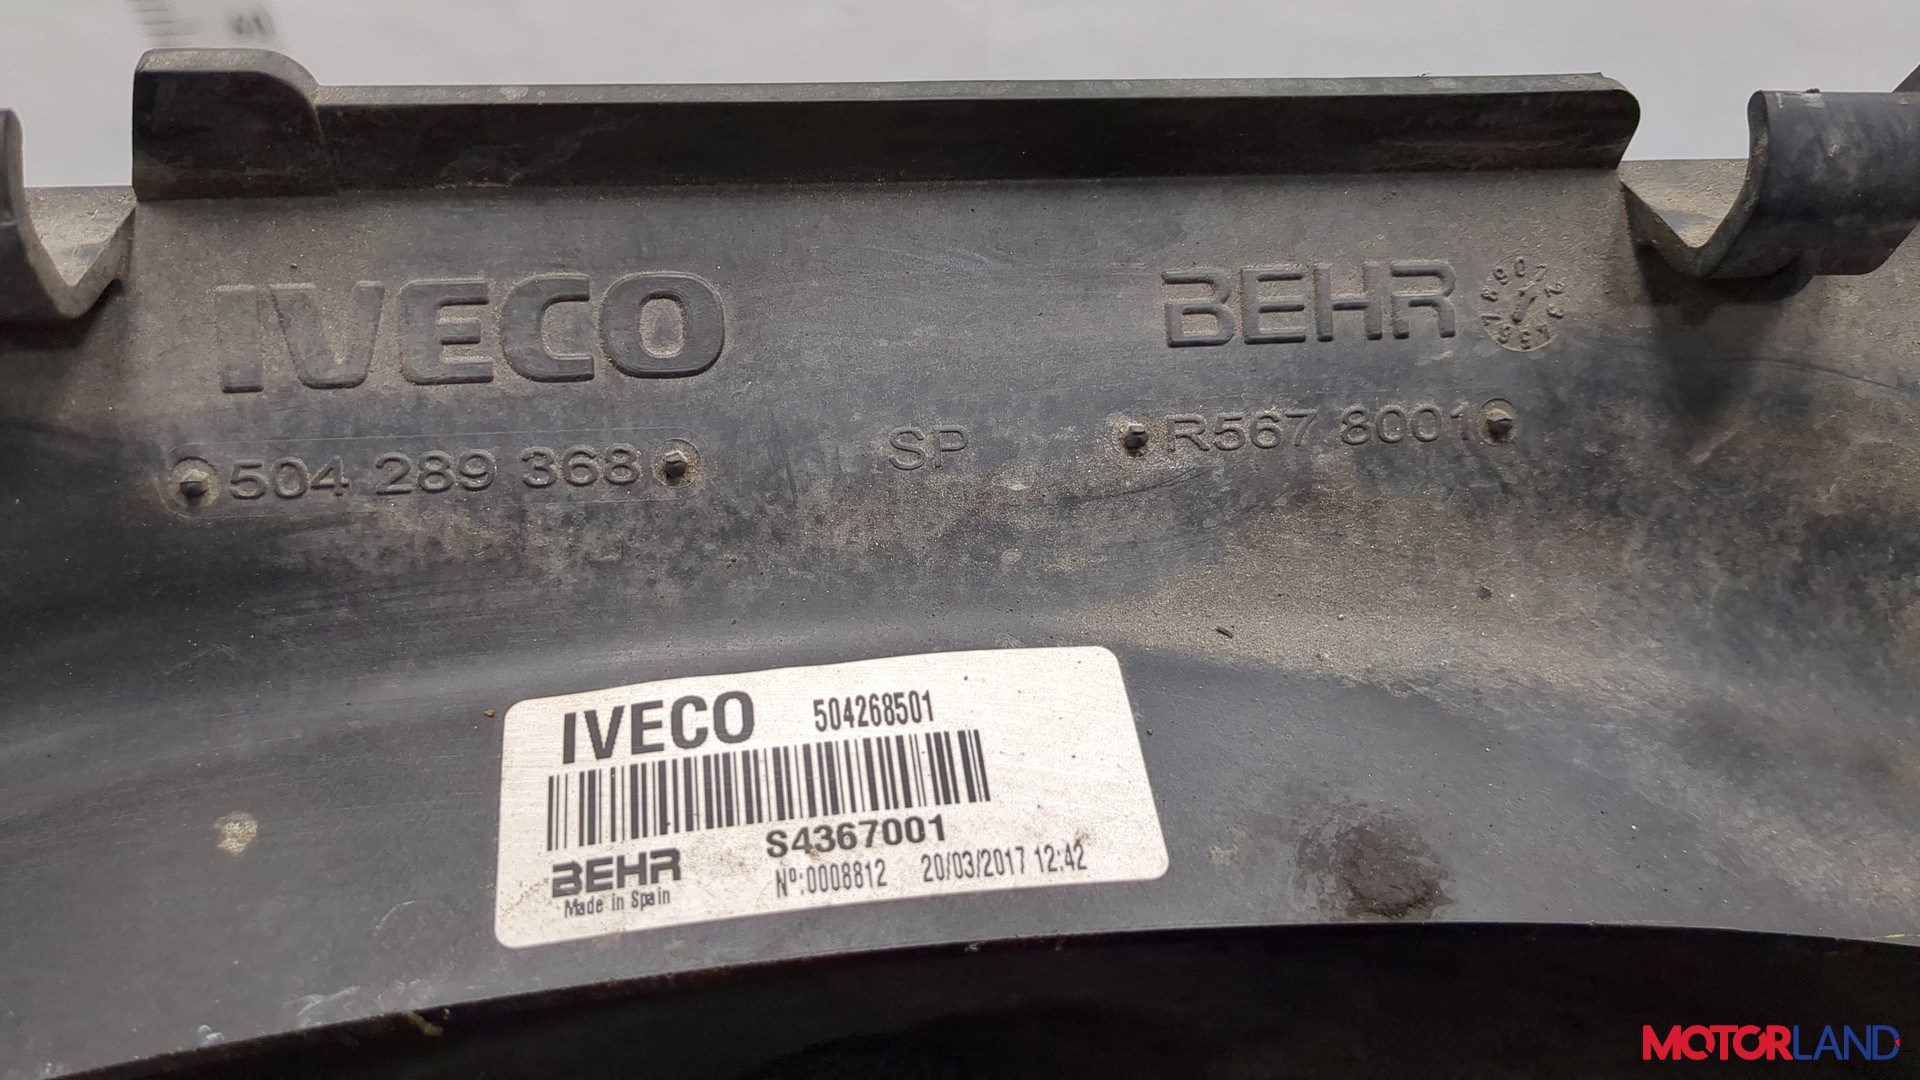 IVECO
BEHR
504 289 368
SP
R567 8001
IVECO 504268501
S4367001
BEHR
Made in Spain
Nº:0008812 20/03/2017 12:42
MOTORLAND